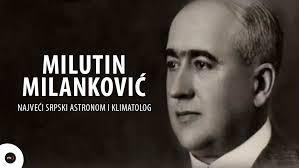 MILUTIN
MILANKOVIĆ
NAJVEĆI SRPSKI ASTRONOM I KLIMATOLOG